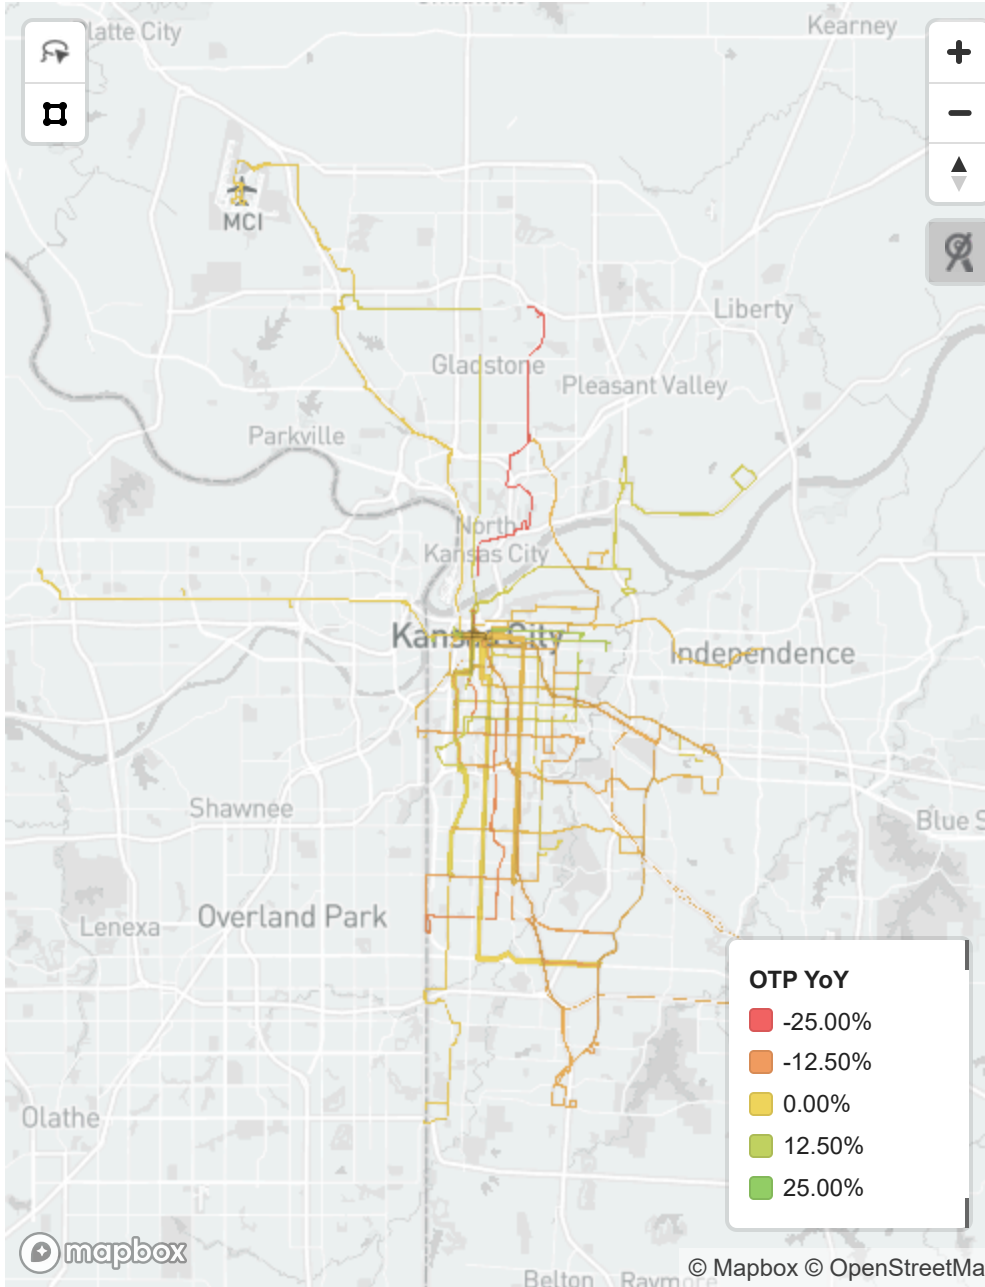 Platte City
Kearney
MCI
Liberty
Gladstone
Pleasant Valley
Parkville
North
Kansas City
Kansas City
Independence
Shawnee
Blue S
Overland Park
Lenexa
Olathe
OTP YoY
-25.00%
-12.50%
0.00%
12.50%
25.00%
mapbox
Belton
Raymore
© Mapbox © OpenStreetMa